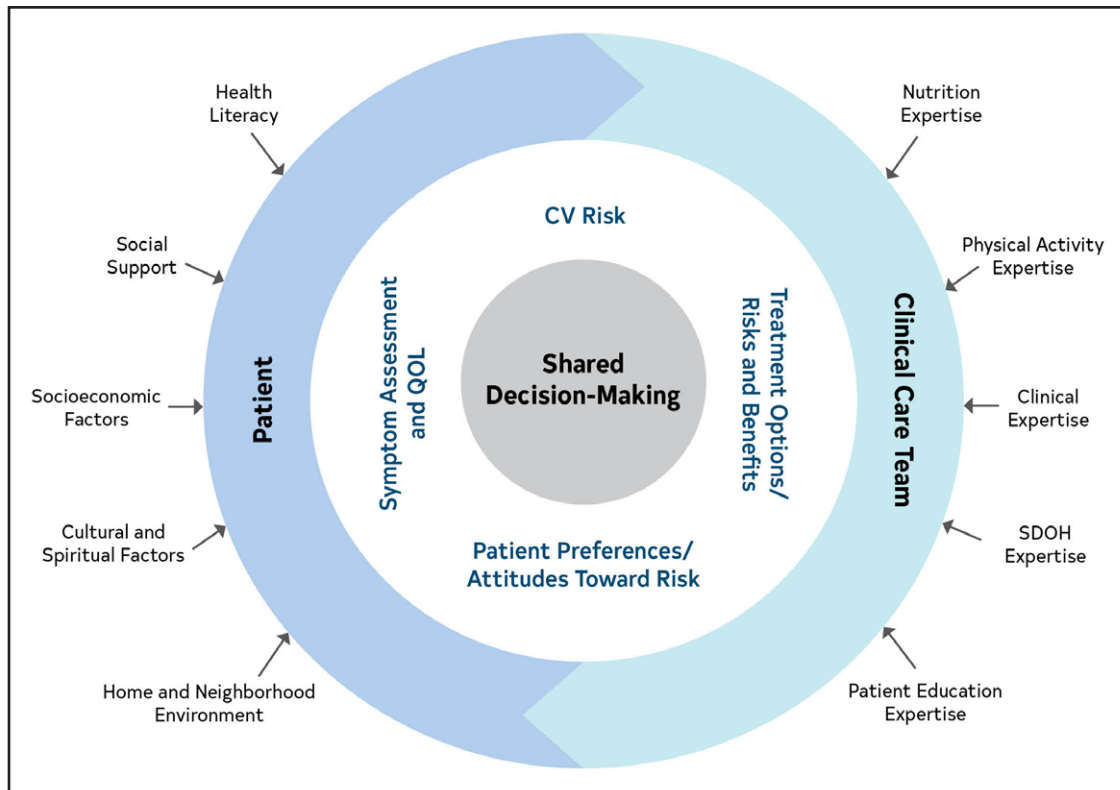 Health
Literacy
Social
Support
Socioeconomic
Factors
Cultural and
Spiritual Factors
Home and Neighborhood
Environment
Patient
CV Risk
Symptom Assessment
and QOL
Shared
Decision-Making
Treatment Options/
Risks and Benefits
Patient Preferences/
Attitudes Toward Risk
Clinical Care Team
Nutrition
Expertise
Physical Activity
Expertise
Clinical
Expertise
SDOH
Expertise
Patient Education
Expertise